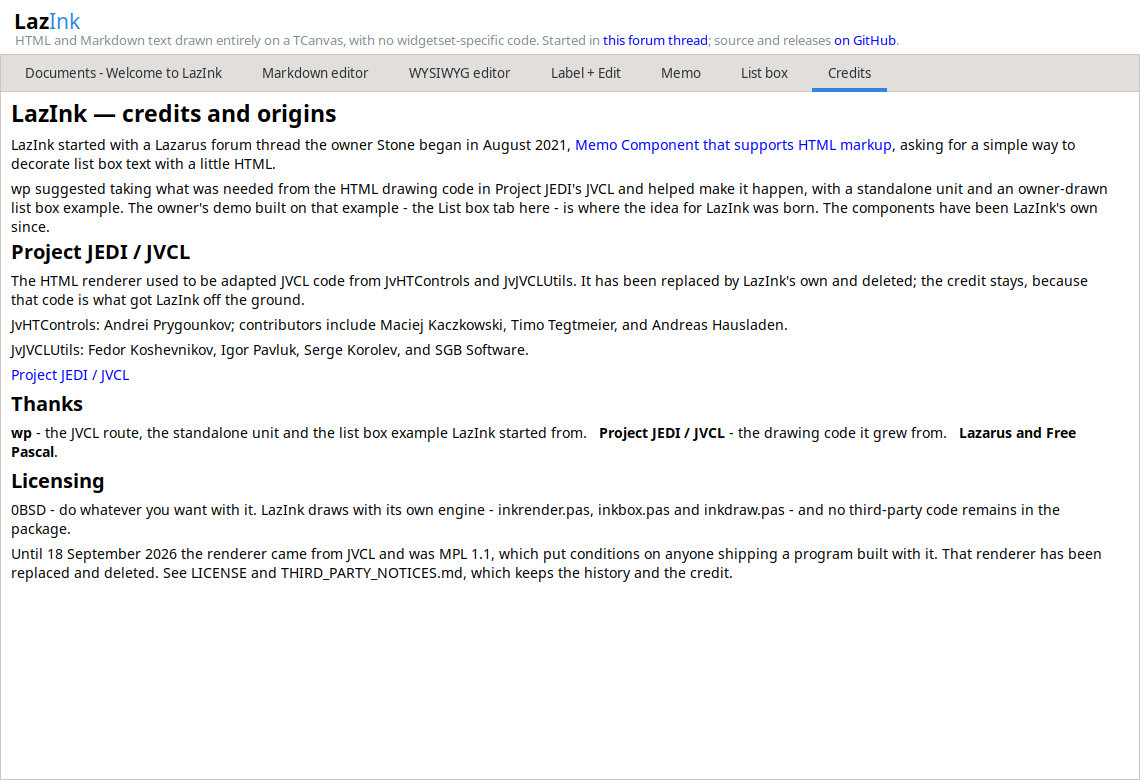 LazInk
HTML and Markdown text drawn entirely on a TCanvas, with no widgetset-specific code. Started in this forum thread; source and releases on GitHub.
Documents - Welcome to LazInk
Markdown editor
WYSIWYG editor
Label + Edit
Memo
List box
Credits
LazInk — credits and origins
LazInk started with a Lazarus forum thread the owner Stone began in August 2021, Memo Component that supports HTML markup, asking for a simple way to
decorate list box text with a little HTML.
wp suggested taking what was needed from the HTML drawing code in Project JEDI's JVCL and helped make it happen, with a standalone unit and an owner-drawn
list box example. The owner's demo built on that example - the List box tab here - is where the idea for LazInk was born. The components have been LazInk's own
since.
Project JEDI / JVCL
The HTML renderer used to be adapted JVCL code from JvHTControls and JvJVCLUtils. It has been replaced by LazInk's own and deleted; the credit stays, because
that code is what got LazInk off the ground.
JvHTControls: Andrei Prygounkov; contributors include Maciej Kaczkowski, Timo Tegtmeier, and Andreas Hausladen.
JvJVCLUtils: Fedor Koshevnikov, Igor Pavluk, Serge Korolev, and SGB Software.
Project JEDI / JVCL
Thanks
wp - the JVCL route, the standalone unit and the list box example LazInk started from. Project JEDI / JVCL - the drawing code it grew from. Lazarus and Free
Pascal.
Licensing
0BSD - do whatever you want with it. LazInk draws with its own engine - inkrender.pas, inkbox.pas and inkdraw.pas - and no third-party code remains in the
package.
Until 18 September 2026 the renderer came from JVCL and was MPL 1.1, which put conditions on anyone shipping a program built with it. That renderer has been
replaced and deleted. See LICENSE and THIRD_PARTY_NOTICES.md, which keeps the history and the credit.